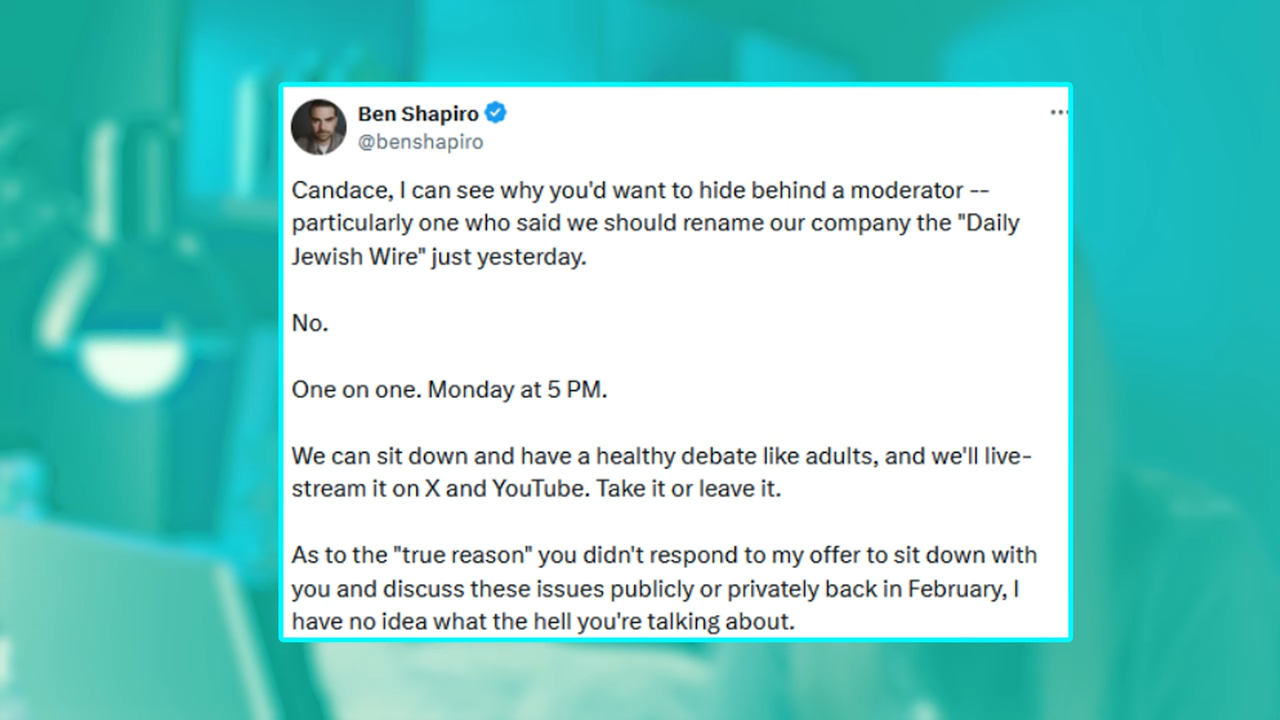 Ben Shapiro
@benshapiro
Candace, I can see why you'd want to hide behind a moderator --
particularly one who said we should rename our company the "Daily
Jewish Wire" just yesterday.
No.
One on one. Monday at 5 PM.
We can sit down and have a healthy debate like adults, and we'll live-
stream it on X and YouTube. Take it or leave it.
As to the "true reason" you didn't respond to my offer to sit down with
you and discuss these issues publicly or privately back in February, I
have no idea what the hell you're talking about.